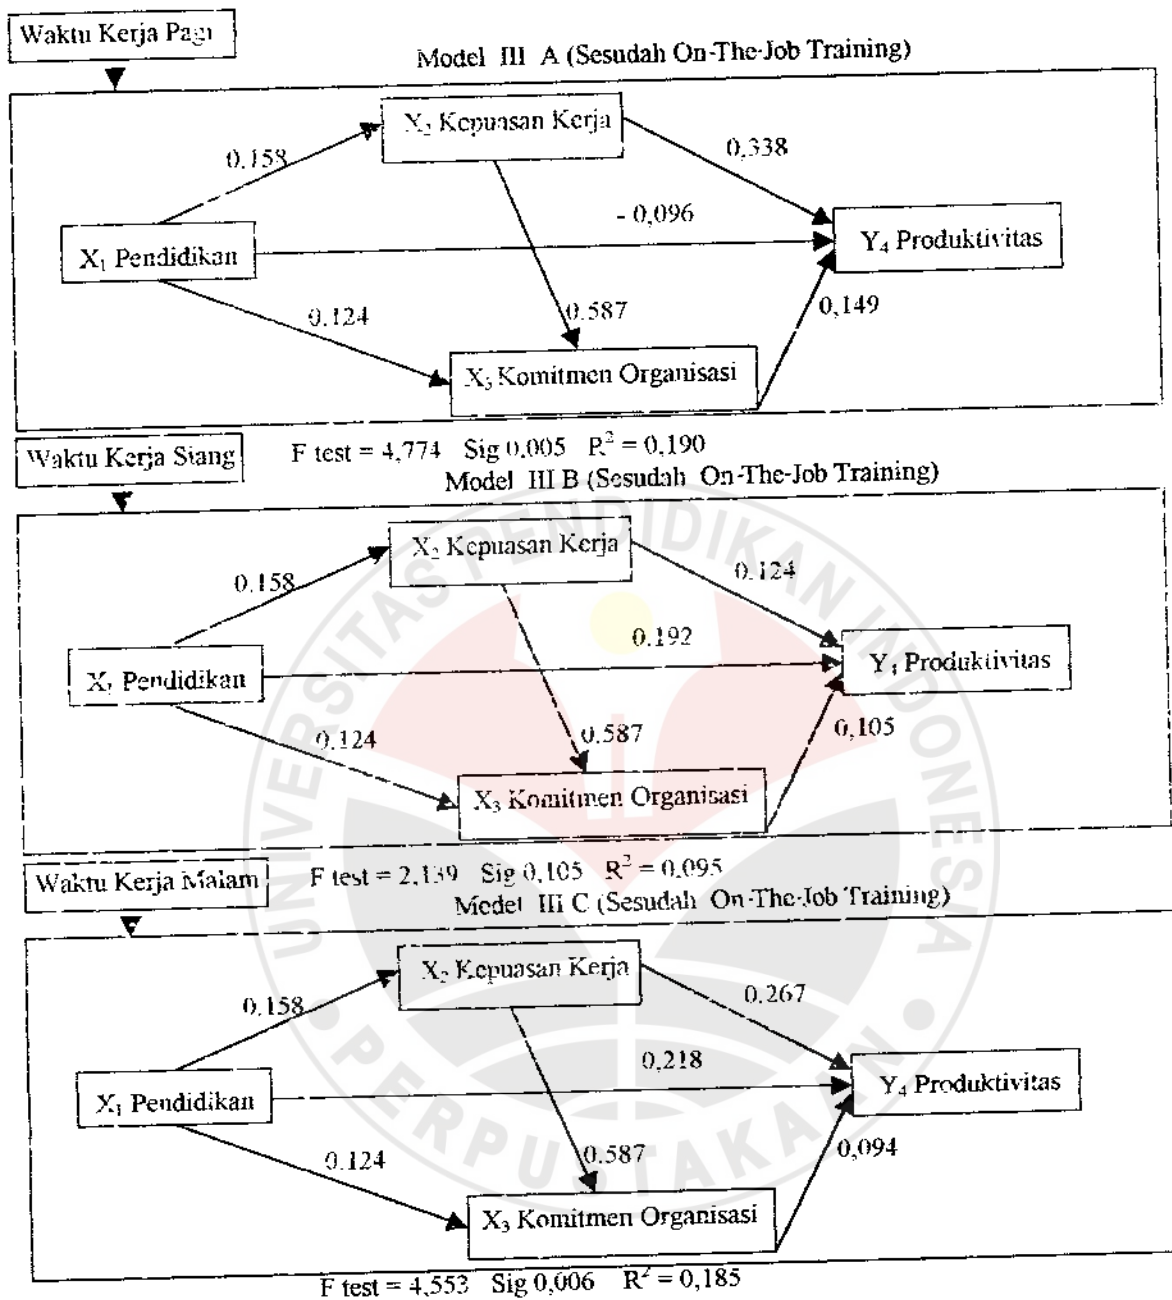 Waktu Kerja Pagi
Model III A (Sesudah On-The-Job Training)
X₂ Kepuasan Kerja
0.158
0,338
- 0,096
X₁ Pendidikan
Y₄ Produktivitas
0.124
0.587
0,149
X₃ Komitmen Organisasi
F test = 4,774 Sig 0.005 R² = 0,190
Waktu Kerja Siang
Model III B (Sesudah On-The-Job Training)
X₂ Kepuasan Kerja
0.158
0.124
0.192
X₁ Pendidikan
Y₄ Produktivitas
0.124
0.587
0,105
X₃ Komitmen Organisasi
F test = 2,139 Sig 0,105 R² = 0.095
Waktu Kerja Malam
Model III C (Sesudah On-The-Job Training)
X₂ Kepuasan Kerja
0.158
0.267
0,218
X₁ Pendidikan
Y₄ Produktivitas
0.124
0.587
0,094
X₃ Komitmen Organisasi
F test = 4,553 Sig 0,006 R² = 0,185
UNIVERSITAS PENDIDIKAN INDONESIA
PERPUSTAKAAN